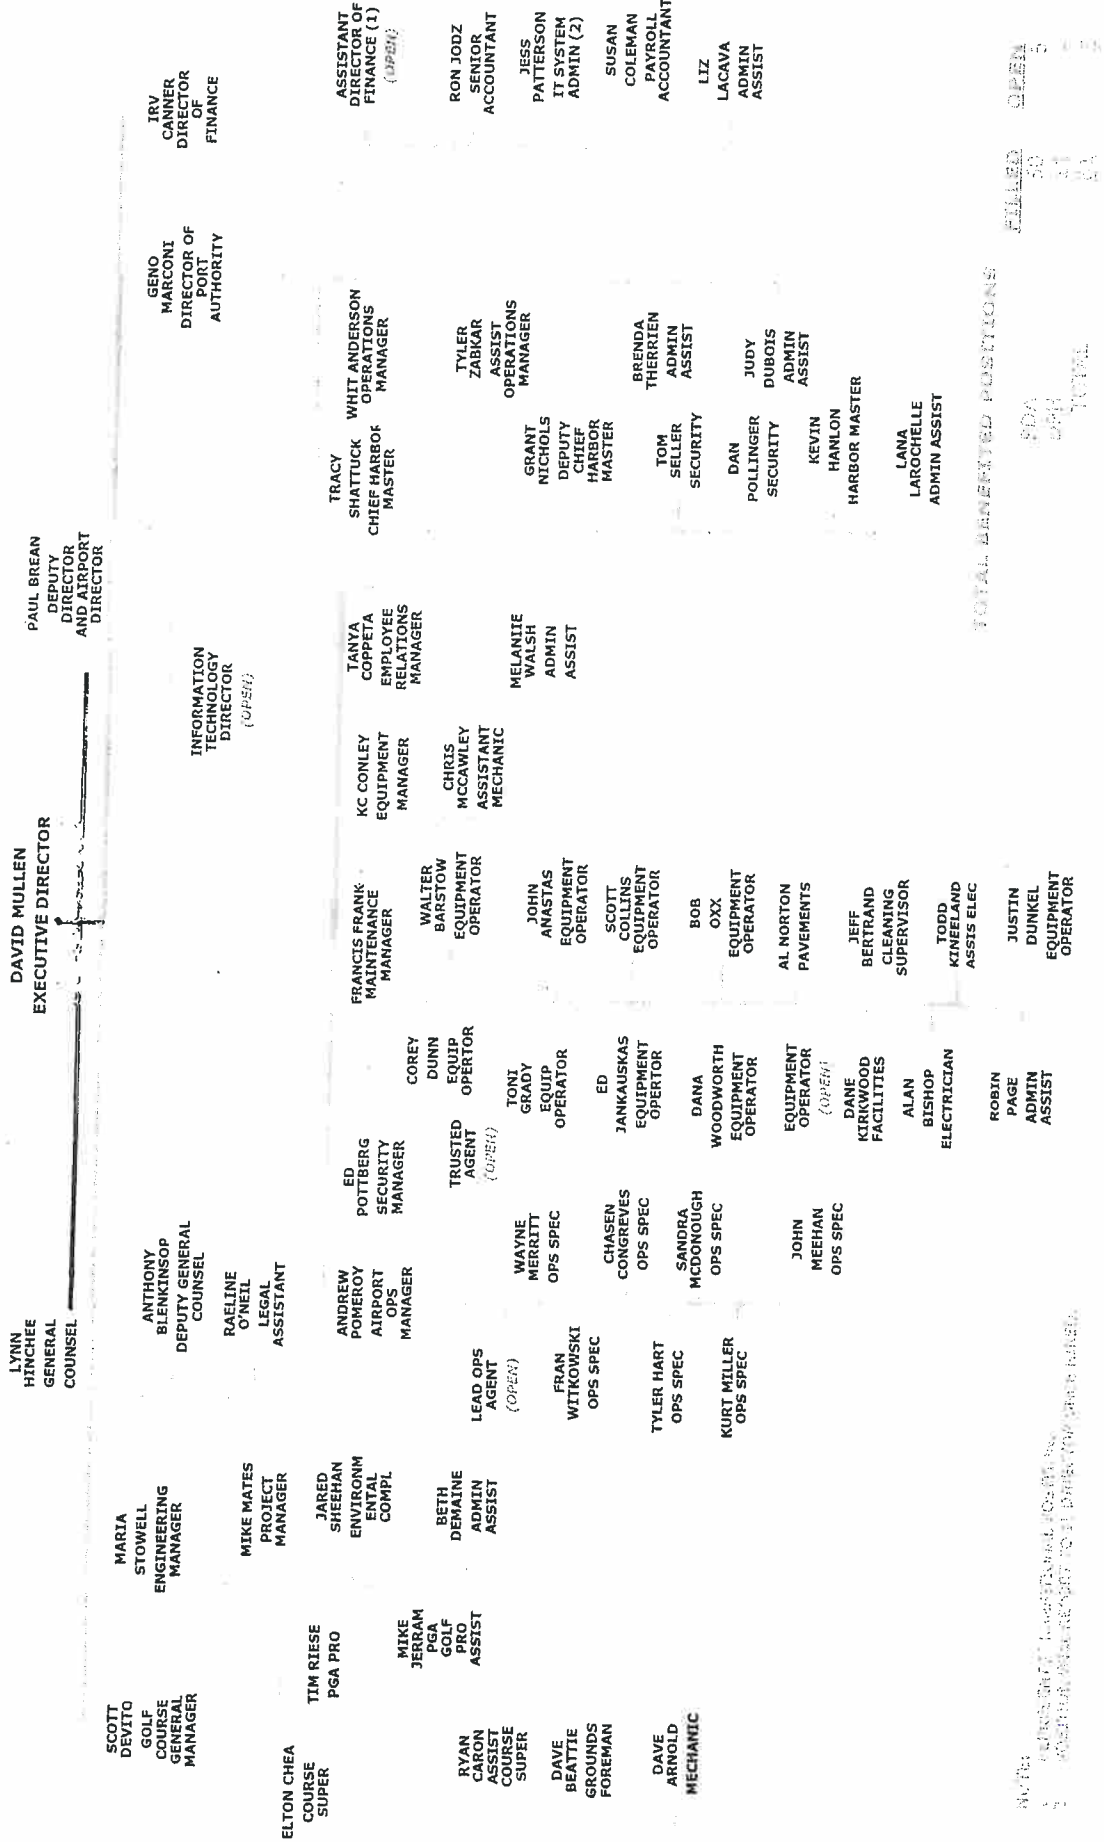 DAVID MULLEN
EXECUTIVE DIRECTOR
LYNN
HINCHEE
GENERAL
COUNSEL
PAUL BREAN
DEPUTY
DIRECTOR
AND AIRPORT
DIRECTOR
SCOTT
DEVITO
GOLF
COURSE
GENERAL
MANAGER
MARIA
STOWELL
ENGINEERING
MANAGER
ANTHONY
BLENKINSOP
DEPUTY GENERAL
COUNSEL
INFORMATION
TECHNOLOGY
DIRECTOR
(OPEN)
GENO
MARCONI
DIRECTOR OF
PORT
AUTHORITY
IRV
CANNER
DIRECTOR
OF
FINANCE
ELTON CHEA
COURSE
SUPER
TIM RIESE
PGA PRO
MIKE
JERRAM
PGA
GOLF
PRO
ASSIST
RYAN
CARON
ASSIST
COURSE
SUPER
DAVE
BEATTIE
GROUNDS
FOREMAN
DAVE
ARNOLD
MECHANIC
MIKE MATES
PROJECT
MANAGER
JARED
SHEEHAN
ENVIRONM
ENTAL
COMPL
BETH
DEMAINE
ADMIN
ASSIST
RAELINE
O'NEIL
LEGAL
ASSISTANT
ANDREW
POMEROY
AIRPORT
OPS
MANAGER
LEAD OPS
AGENT
(OPEN)
FRAN
WITKOWSKI
OPS SPEC
TYLER HART
OPS SPEC
KURT MILLER
OPS SPEC
WAYNE
MERRITT
OPS SPEC
CHASEN
CONGREVES
OPS SPEC
SANDRA
MCDONOUGH
OPS SPEC
JOHN
MEEHAN
OPS SPEC
ED
POTTBERG
SECURITY
MANAGER
TRUSTED
AGENT
(OPEN)
FRANCIS FRANK
MAINTENANCE
MANAGER
COREY
DUNN
EQUIP
OPERTOR
TONI
GRADY
EQUIP
OPERATOR
ED
JANKAUSKAS
EQUIPMENT
OPERTOR
DANA
WOODWORTH
EQUIPMENT
OPERATOR
EQUIPMENT
OPERATOR
(OPEN)
DANE
KIRKWOOD
FACILITIES
ALAN
BISHOP
ELECTRICIAN
ROBIN
PAGE
ADMIN
ASSIST
WALTER
BARSTOW
EQUIPMENT
OPERATOR
JOHN
ANASTAS
EQUIPMENT
OPERATOR
SCOTT
COLLINS
EQUIPMENT
OPERATOR
BOB
OXX
EQUIPMENT
OPERATOR
AL NORTON
PAVEMENTS
JEFF
BERTRAND
CLEANING
SUPERVISOR
TODD
KINEELAND
ASSIS ELEC
JUSTIN
DUNKEL
EQUIPMENT
OPERATOR
KC CONLEY
EQUIPMENT
MANAGER
CHRIS
MCCAWLEY
ASSISTANT
MECHANIC
TANYA
COPPETA
EMPLOYEE
RELATIONS
MANAGER
MELANIIE
WALSH
ADMIN
ASSIST
TRACY
SHATTUCK
CHIEF HARBOR
MASTER
GRANT
NICHOLS
DEPUTY
CHIEF
HARBOR
MASTER
TOM
SELLER
SECURITY
DAN
POLLINGER
SECURITY
KEVIN
HANLON
HARBOR MASTER
LANA
LAROCHELLE
ADMIN ASSIST
WHIT ANDERSON
OPERATIONS
MANAGER
TYLER
ZABKAR
ASSIST
OPERATIONS
MANAGER
BRENDA
THERRIEN
ADMIN
ASSIST
JUDY
DUBOIS
ADMIN
ASSIST
ASSISTANT
DIRECTOR OF
FINANCE (1)
(OPEN)
RON JODZ
SENIOR
ACCOUNTANT
JESS
PATTERSON
IT SYSTEM
ADMIN (2)
SUSAN
COLEMAN
PAYROLL
ACCOUNTANT
LIZ
LACAVA
ADMIN
ASSIST
TOTAL BENEFITED POSITIONS
FILLED OPEN
PDA 50 5
TOTAL